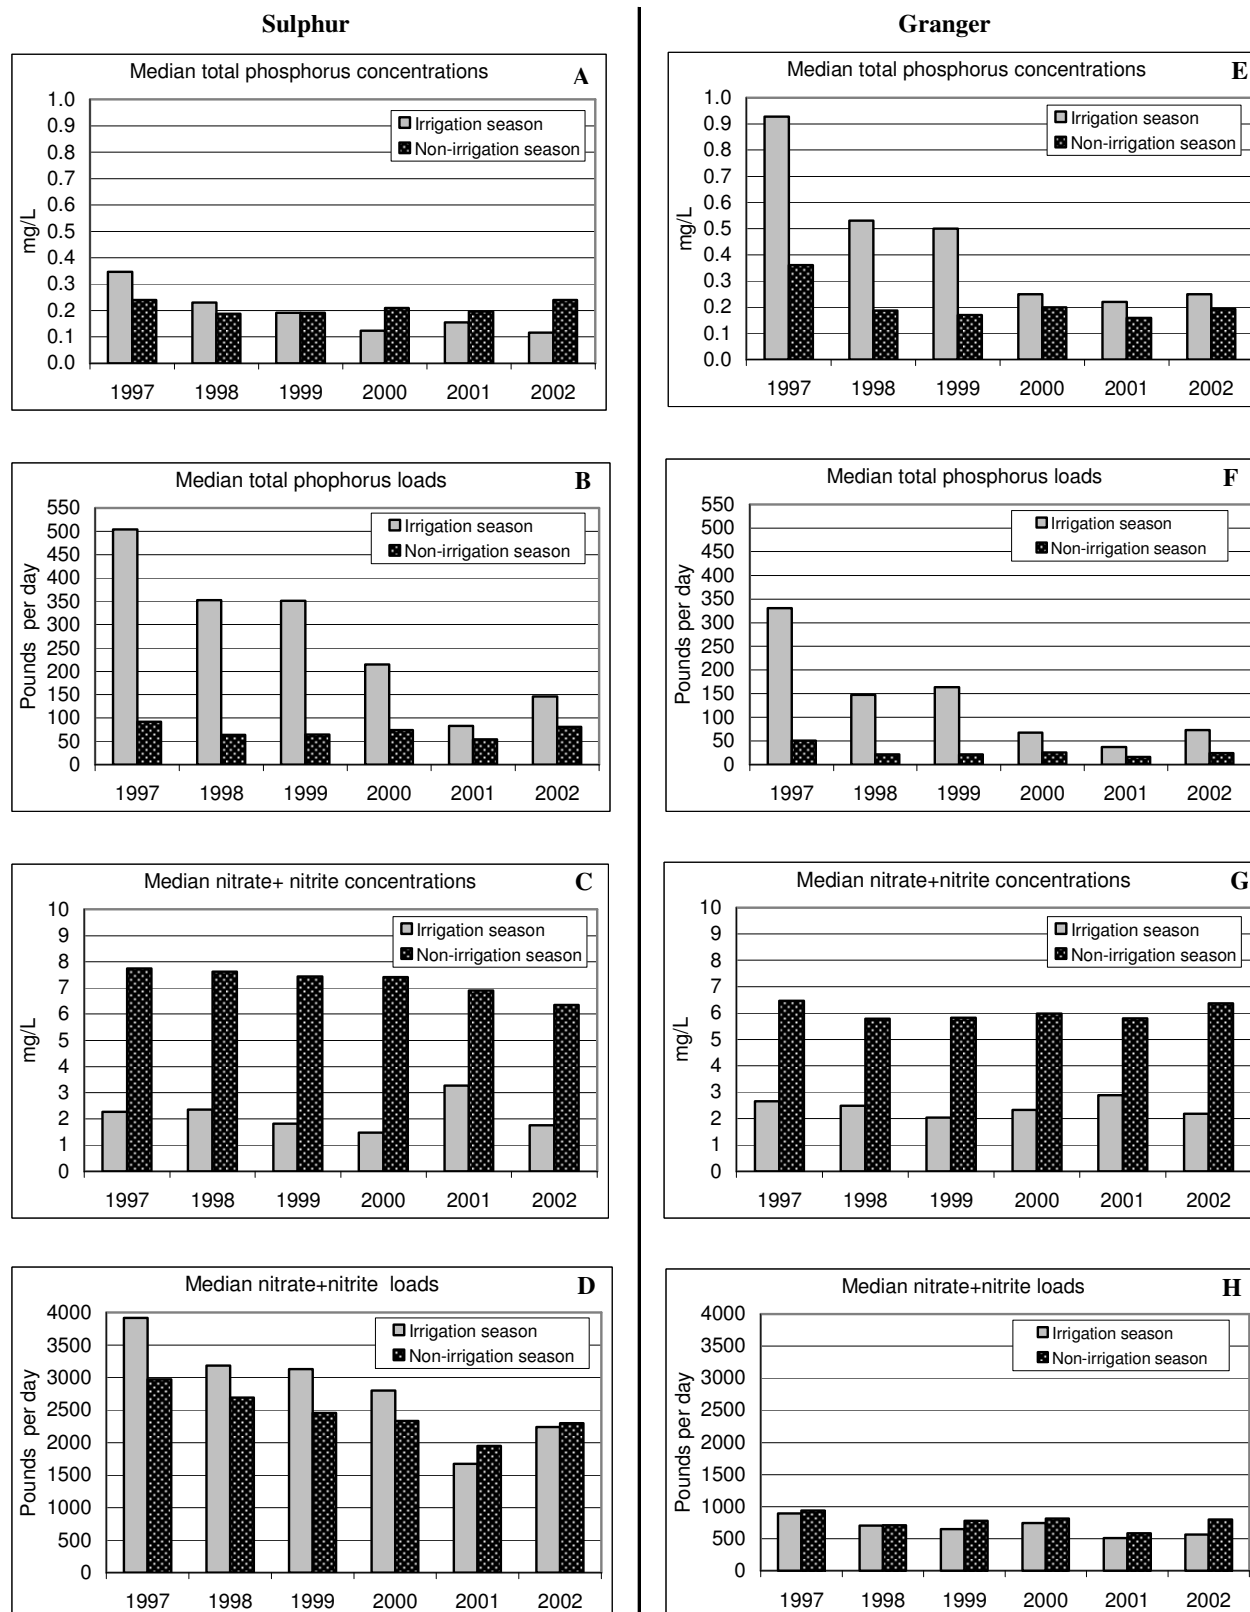 Sulphur
Median total phosphorus concentrations A
1.0
0.9
0.8
0.7
0.6
0.5
0.4
0.3
0.2
0.1
0.0
mg/L
Irrigation season
Non-irrigation season
1997 1998 1999 2000 2001 2002
Median total phophorus loads B
550
500
450
400
350
300
250
200
150
100
50
0
Pounds per day
Irrigation season
Non-irrigation season
1997 1998 1999 2000 2001 2002
Median nitrate+ nitrite concentrations C
10
9
8
7
6
5
4
3
2
1
0
mg/L
Irrigation season
Non-irrigation season
1997 1998 1999 2000 2001 2002
Median nitrate+nitrite loads D
4000
3500
3000
2500
2000
1500
1000
500
0
Pounds per day
Irrigation season
Non-irrigation season
1997 1998 1999 2000 2001 2002
Granger
Median total phosphorus concentrations E
1.0
0.9
0.8
0.7
0.6
0.5
0.4
0.3
0.2
0.1
0.0
mg/L
Irrigation season
Non-irrigation season
1997 1998 1999 2000 2001 2002
Median total phosphorus loads F
550
500
450
400
350
300
250
200
150
100
50
0
Pounds per day
Irrigation season
Non-irrigation season
1997 1998 1999 2000 2001 2002
Median nitrate+nitrite concentrations G
10
9
8
7
6
5
4
3
2
1
0
mg/L
Irrigation season
Non-irrigation season
1997 1998 1999 2000 2001 2002
Median nitrate+nitrite loads H
4000
3500
3000
2500
2000
1500
1000
500
0
Pounds per day
Irrigation season
Non-irrigation season
1997 1998 1999 2000 2001 2002